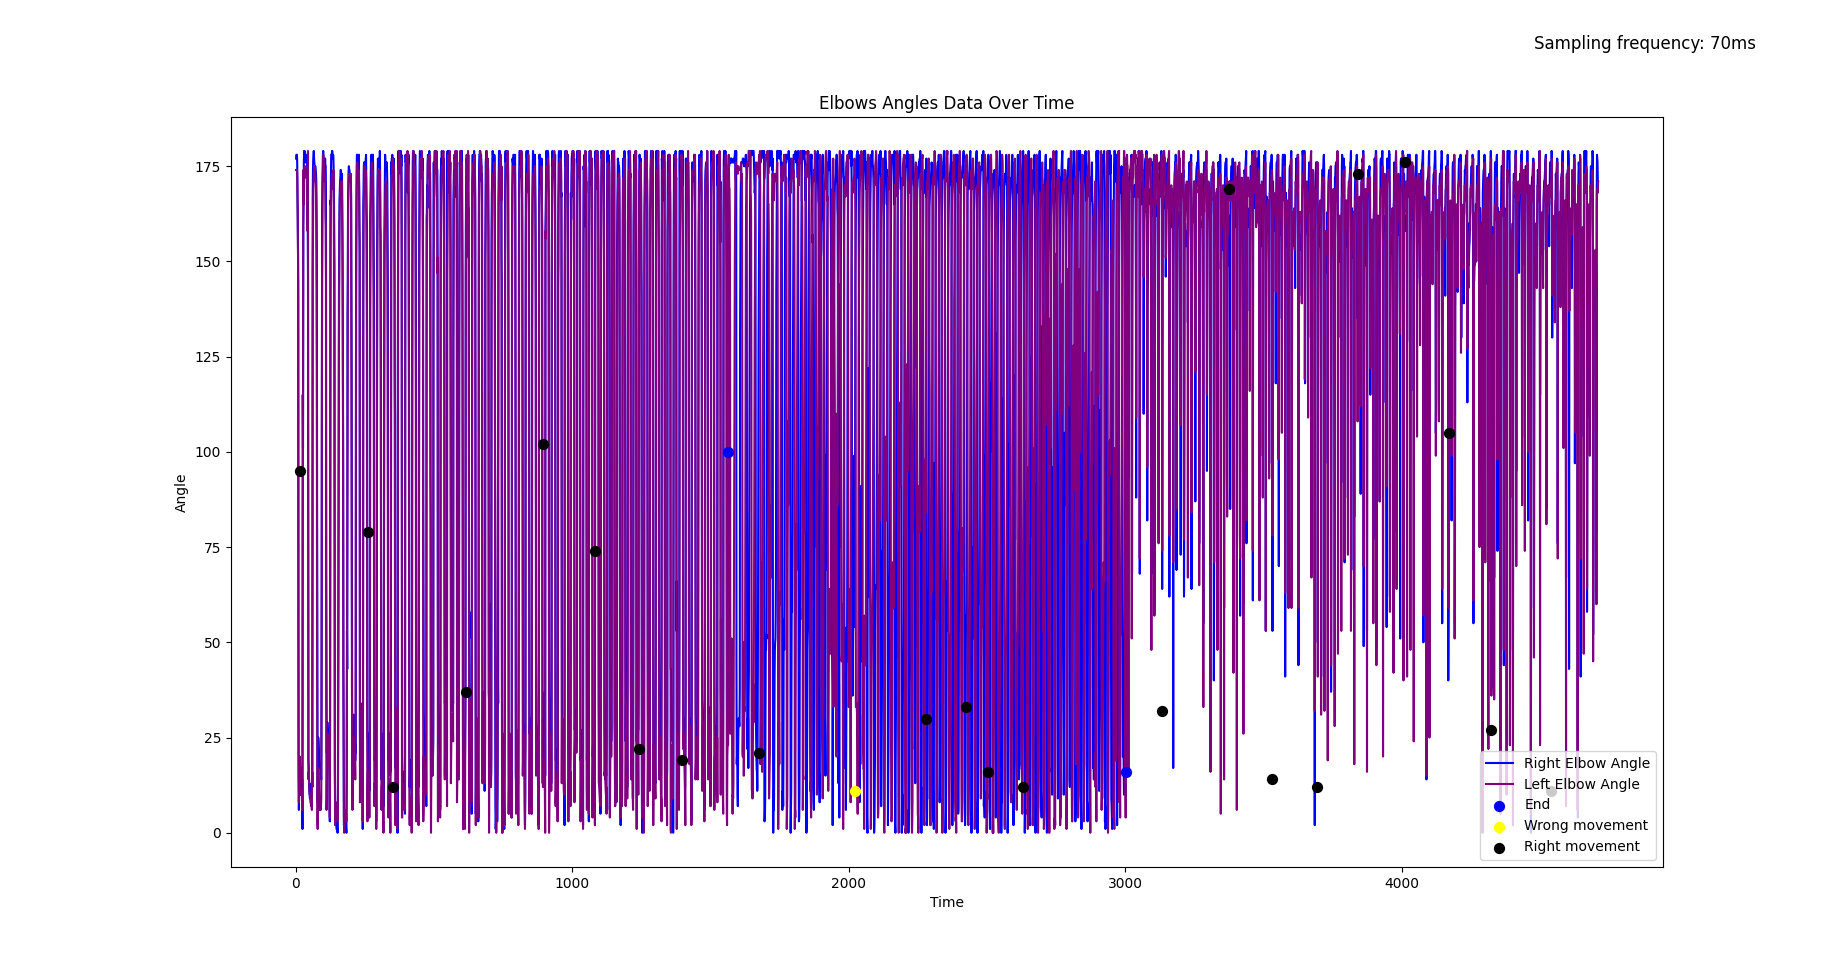 Sampling frequency: 70ms
Elbows Angles Data Over Time
Angle
175
150
125
100
75
50
25
0
0 1000 2000 3000 4000
Time
Right Elbow Angle
Left Elbow Angle
End
Wrong movement
Right movement